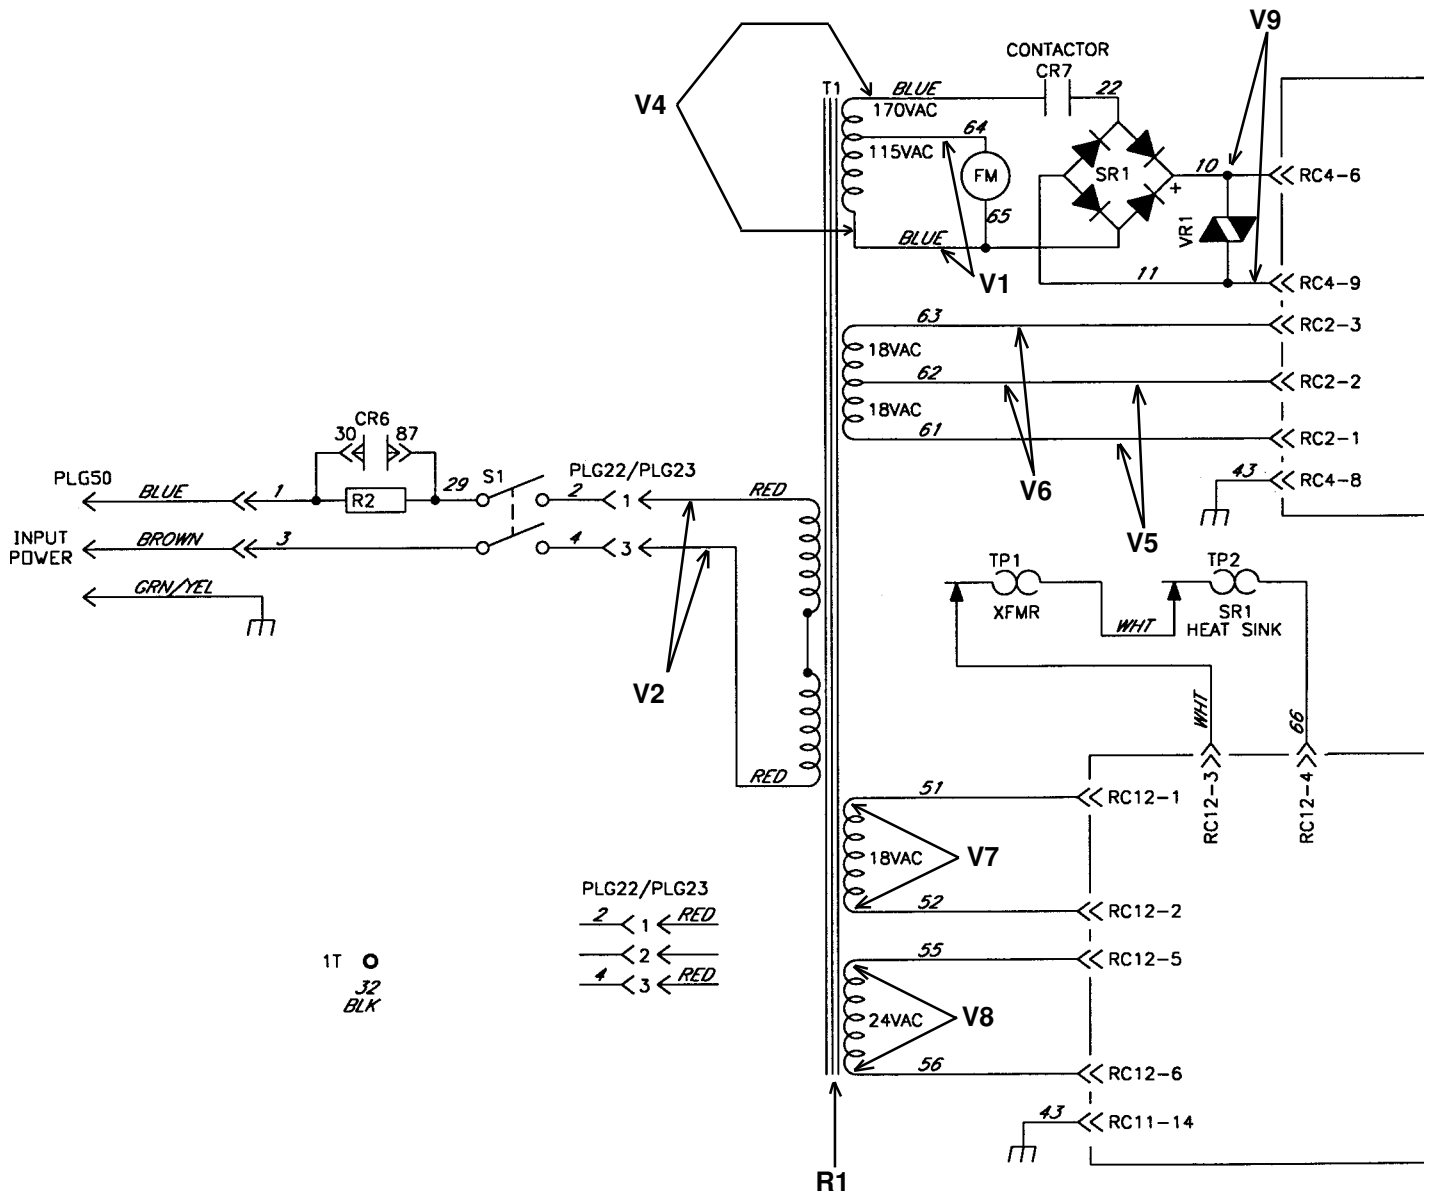 V9
CONTACTOR
CR7
T1
BLUE
22
V4
170VAC
64
115VAC
FM
SR1
10
RC4-6
+
65
VR1
BLUE
V1
11
RC4-9
63
RC2-3
18VAC
62
RC2-2
18VAC
61
RC2-1
CR6
30
87
PLG50
BLUE
1
R2
29
S1
PLG22/PLG23
2
1
RED
43
RC4-8
V6
INPUT
POWER
BROWN
3
4
3
V5
GRN/YEL
TP1
TP2
XFMR
WHT
SR1
HEAT SINK
V2
WHT
66
RED
51
RC12-1
RC12-3
RC12-4
18VAC
V7
PLG22/PLG23
2
1
RED
52
RC12-2
2
1T
32
BLK
4
3
RED
55
RC12-5
24VAC
V8
56
RC12-6
43
RC11-14
R1